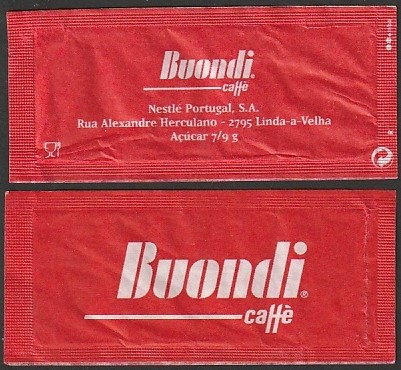 Buondi®
caffè
Nestlé Portugal, S.A.
Rua Alexandre Herculano - 2795 Linda-a-Velha
Açúcar 7/9 g
R
Buondi®
caffè